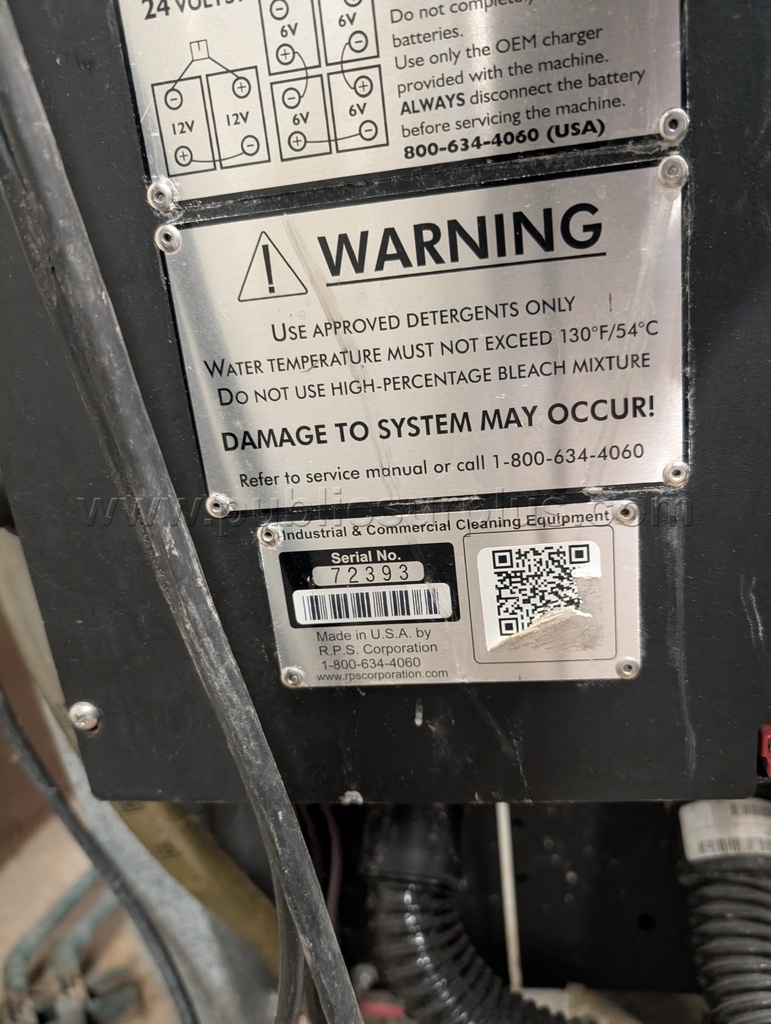 24 VOLTS
6V
6V
12V
12V
6V
6V
Do not completely
batteries.
Use only the OEM charger
provided with the machine.
ALWAYS disconnect the battery
before servicing the machine.
800-634-4060 (USA)
! WARNING
USE APPROVED DETERGENTS ONLY
WATER TEMPERATURE MUST NOT EXCEED 130°F/54°C
DO NOT USE HIGH-PERCENTAGE BLEACH MIXTURE
DAMAGE TO SYSTEM MAY OCCUR!
Refer to service manual or call 1-800-634-4060
www.publicsurplus.com
Industrial & Commercial Cleaning Equipment
Serial No.
72393
Made in U.S.A. by
R.P.S. Corporation
1-800-634-4060
www.rpscorporation.com